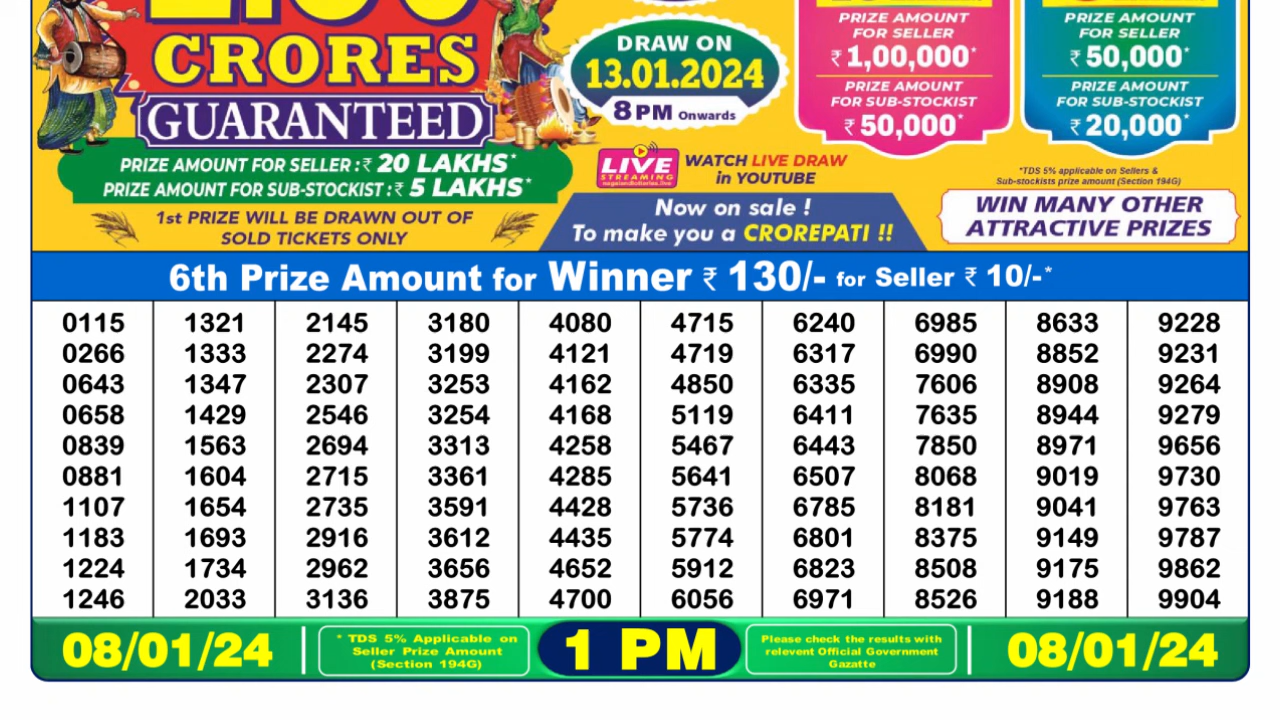 CRORES
GUARANTEED
PRIZE AMOUNT FOR SELLER :₹ 20 LAKHS*
PRIZE AMOUNT FOR SUB-STOCKIST :₹ 5 LAKHS*
1st PRIZE WILL BE DRAWN OUT OF
SOLD TICKETS ONLY
DRAW ON
13.01.2024
8 PM Onwards
PRIZE AMOUNT
FOR SELLER
₹ 1,00,000*
PRIZE AMOUNT
FOR SUB-STOCKIST
₹ 50,000*
PRIZE AMOUNT
FOR SELLER
₹ 50,000*
PRIZE AMOUNT
FOR SUB-STOCKIST
₹ 20,000*
LIVE
STREAMING
nagalandlotteries.live
WATCH LIVE DRAW
in YOUTUBE
*TDS 5% applicable on Sellers &
Sub-stockists prize amount (Section 194G)
Now on sale !
To make you a CROREPATI !!
WIN MANY OTHER
ATTRACTIVE PRIZES
6th Prize Amount for Winner ₹ 130/- for Seller ₹ 10/-*
0115 1321 2145 3180 4080 4715 6240 6985 8633 9228
0266 1333 2274 3199 4121 4719 6317 6990 8852 9231
0643 1347 2307 3253 4162 4850 6335 7606 8908 9264
0658 1429 2546 3254 4168 5119 6411 7635 8944 9279
0839 1563 2694 3313 4258 5467 6443 7850 8971 9656
0881 1604 2715 3361 4285 5641 6507 8068 9019 9730
1107 1654 2735 3591 4428 5736 6785 8181 9041 9763
1183 1693 2916 3612 4435 5774 6801 8375 9149 9787
1224 1734 2962 3656 4652 5912 6823 8508 9175 9862
1246 2033 3136 3875 4700 6056 6971 8526 9188 9904
08/01/24
* TDS 5% Applicable on
Seller Prize Amount
(Section 194G)
1 PM
Please check the results with
relevent Official Government
Gazatte
08/01/24